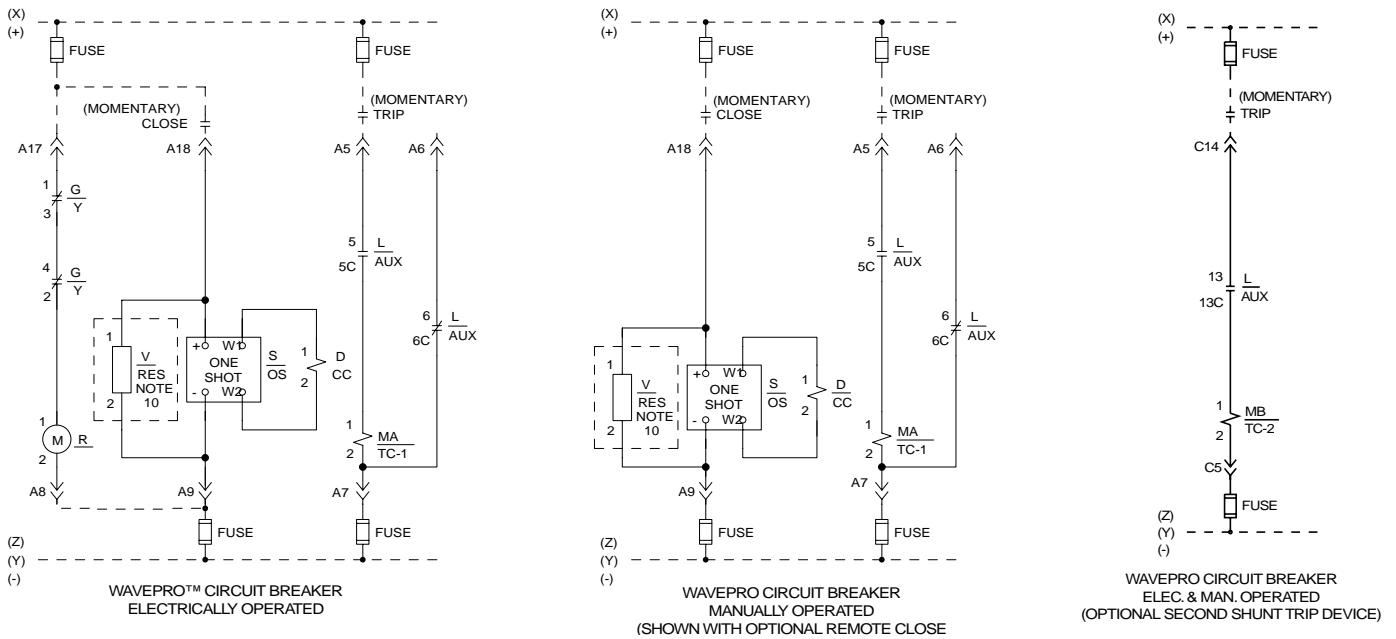 (X)
(+)
FUSE
FUSE
(MOMENTARY)
CLOSE
(MOMENTARY)
TRIP
A17
A18
A5
A6
1
3
G
Y
4
2
G
Y
5
5C
L
AUX
6
6C
L
AUX
1
2
V
RES
NOTE
10
+ W1
ONE
SHOT
- W2
S
OS
1
2
D
CC
1
2
M
R
1
2
MA
TC-1
A8
A9
A7
FUSE
FUSE
(Z)
(Y)
(-)
WAVEPRO™ CIRCUIT BREAKER
ELECTRICALLY OPERATED
(X)
(+)
FUSE
FUSE
(MOMENTARY)
CLOSE
(MOMENTARY)
TRIP
A18
A5
A6
5
5C
L
AUX
6
6C
L
AUX
1
2
V
RES
NOTE
10
+ W1
ONE
SHOT
- W2
S
OS
1
2
D
CC
1
2
MA
TC-1
A9
A7
FUSE
FUSE
(Z)
(Y)
(-)
WAVEPRO CIRCUIT BREAKER
MANUALLY OPERATED
(SHOWN WITH OPTIONAL REMOTE CLOSE
(X)
(+)
FUSE
(MOMENTARY)
TRIP
C14
13
13C
L
AUX
1
2
MB
TC-2
C5
FUSE
(Z)
(Y)
(-)
WAVEPRO CIRCUIT BREAKER
ELEC. & MAN. OPERATED
(OPTIONAL SECOND SHUNT TRIP DEVICE)